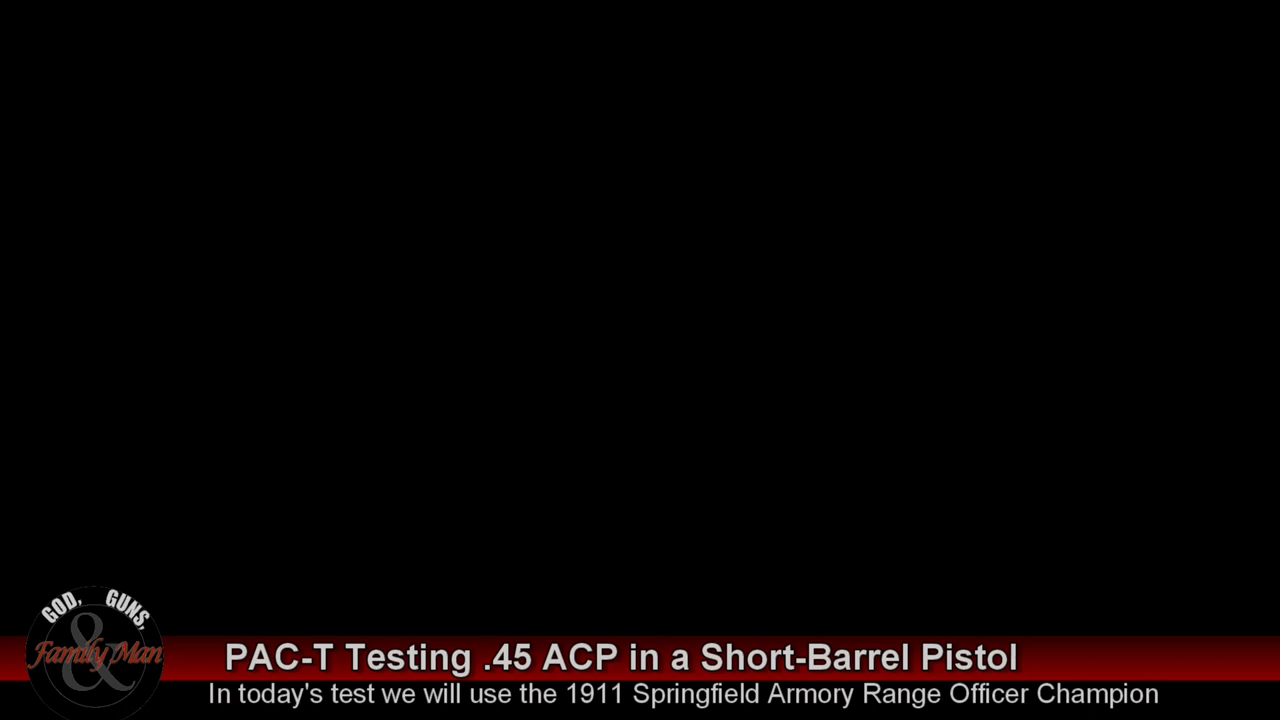 GOD, GUNS,
& 
Family Man
PAC-T Testing .45 ACP in a Short-Barrel Pistol
In today's test we will use the 1911 Springfield Armory Range Officer Champion